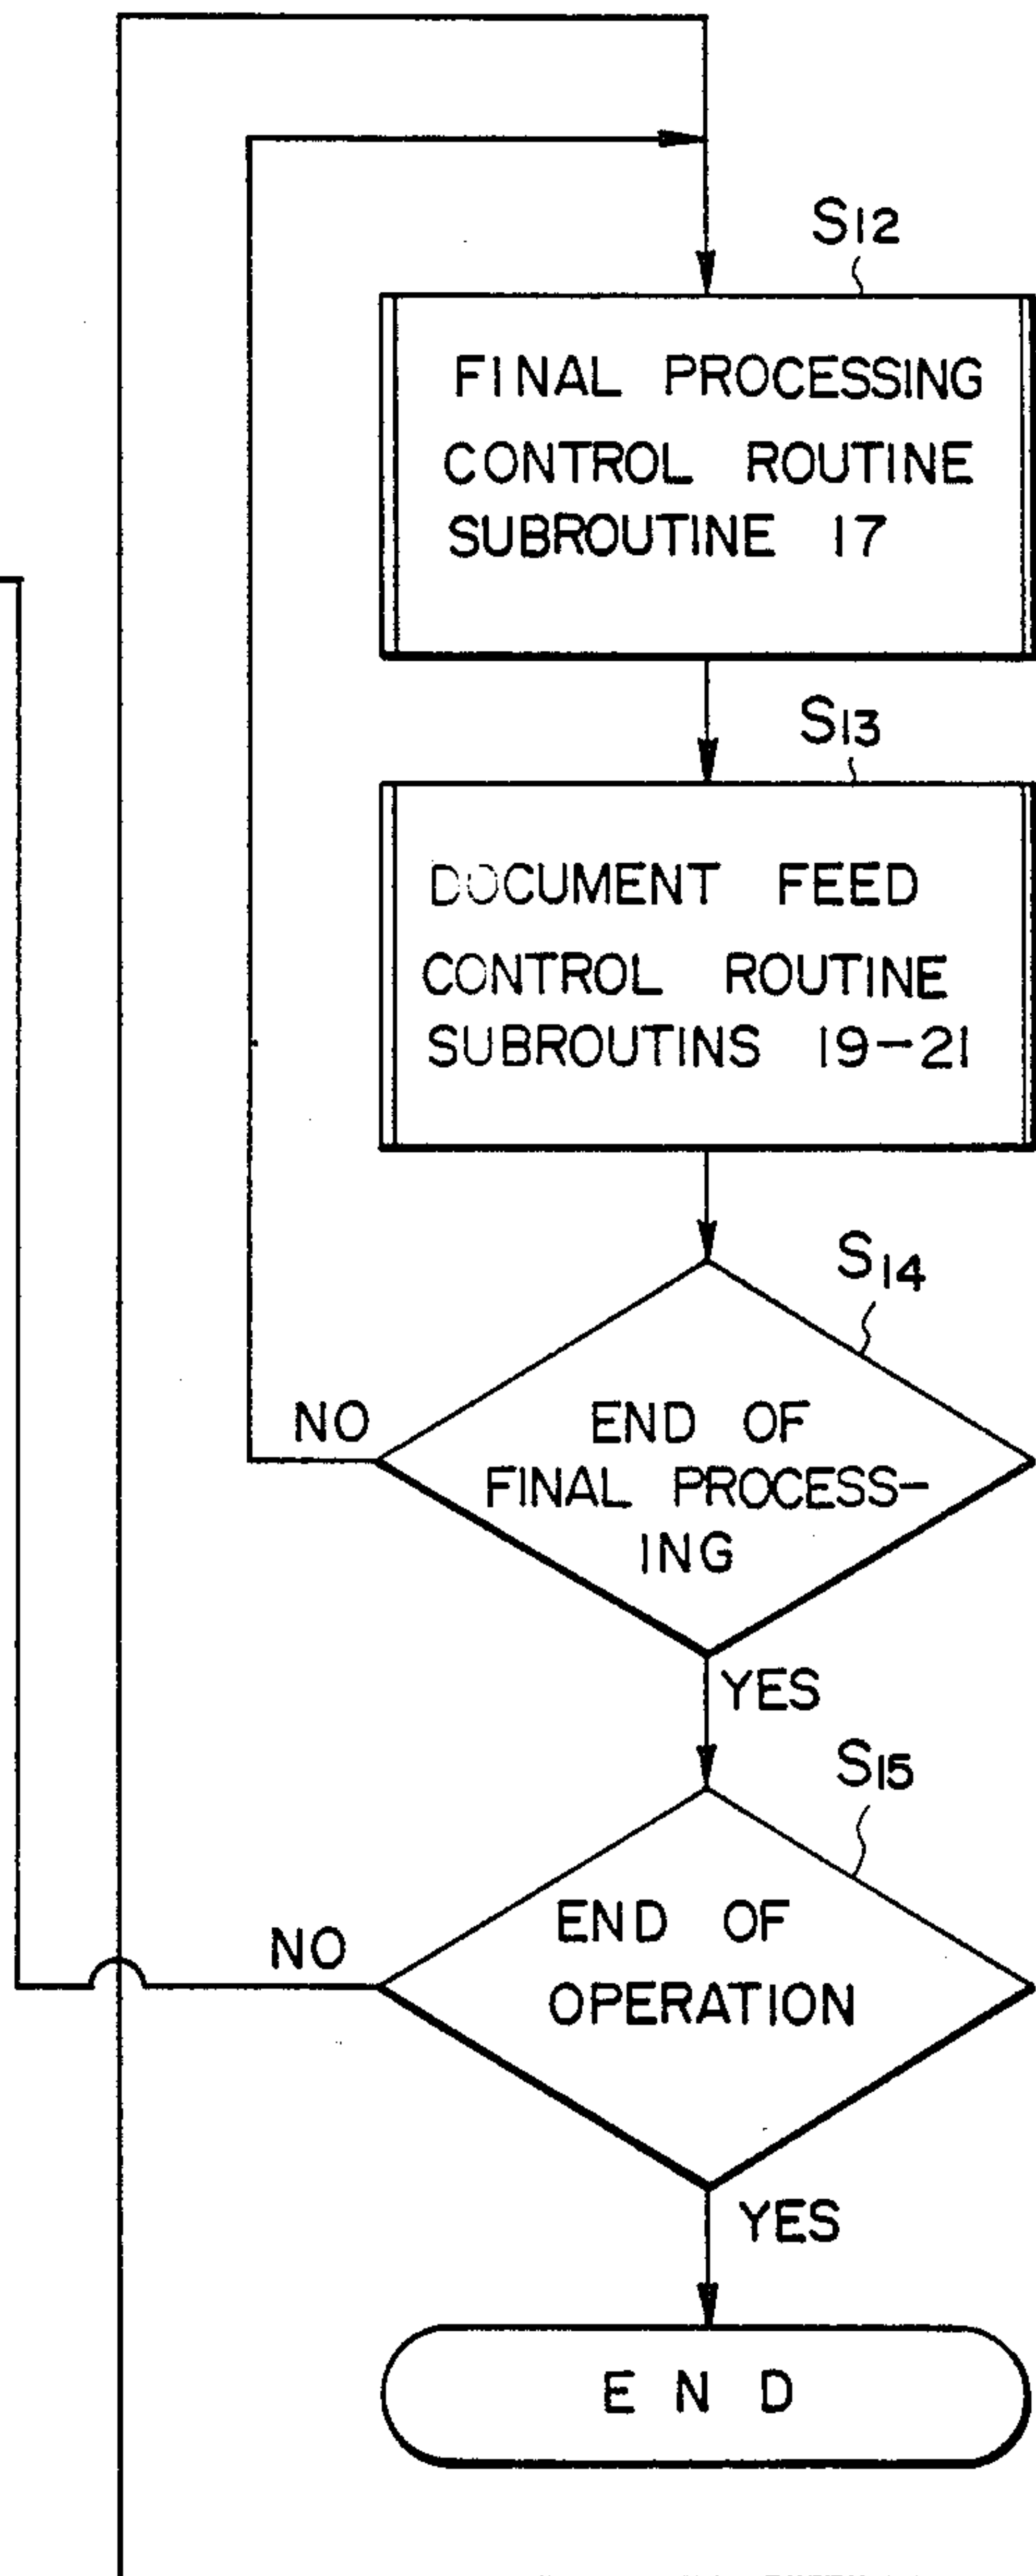 S12
FINAL PROCESSING
CONTROL ROUTINE
SUBROUTINE 17
S13
DOCUMENT FEED
CONTROL ROUTINE
SUBROUTINS 19-21
S14
NO
END OF
FINAL PROCESS-
ING
YES
S15
NO
END OF
OPERATION
YES
END